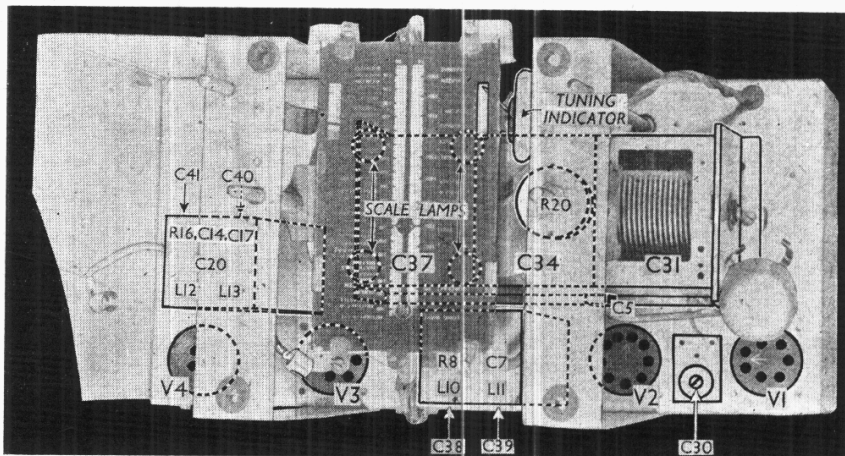 TUNING
INDICATOR
C41 C40
R16,C14,C17
C20
L12 L13
SCALE LAMPS
R20
C37 C34 C31
C5
R8 C7
L10 L11
V4 V3 V2 V1
C38 C39 C30